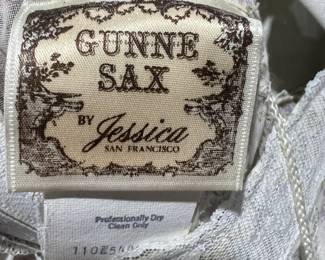 GUNNE
SAX
BY Jessica
SAN FRANCISCO
Professionally Dry
Clean Only